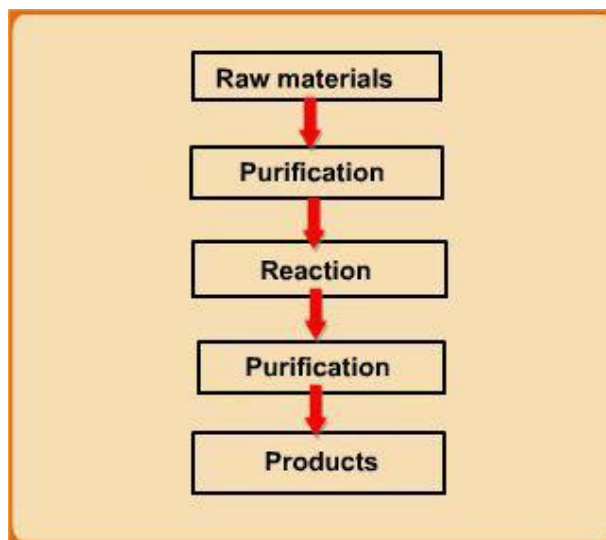 Raw materials
Purification
Reaction
Purification
Products